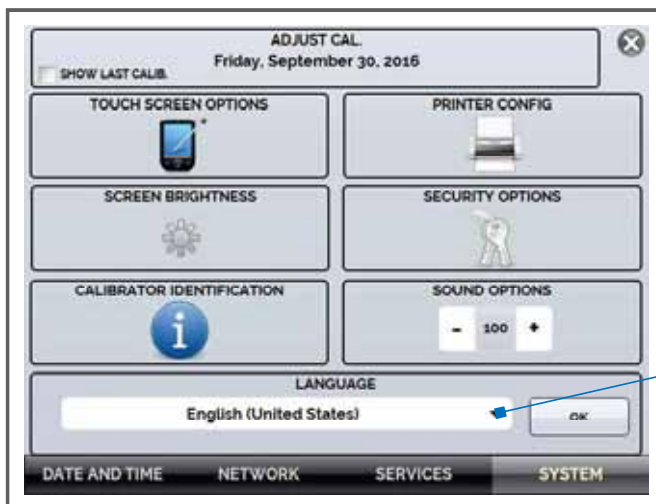 ADJUST CAL.
Friday, September 30, 2016
SHOW LAST CALIB.
TOUCH SCREEN OPTIONS
PRINTER CONFIG
SCREEN BRIGHTNESS
SECURITY OPTIONS
CALIBRATOR IDENTIFICATION
SOUND OPTIONS
- 100 +
LANGUAGE
English (United States)
OK
DATE AND TIME NETWORK SERVICES SYSTEM